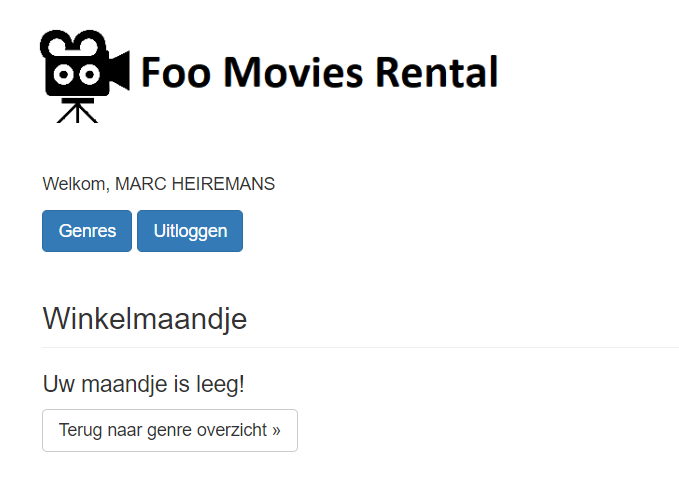 Foo Movies Rental
Welkom, MARC HEIREMANS
Genres Uitloggen
Winkelmaandje
Uw maandje is leeg!
Terug naar genre overzicht »